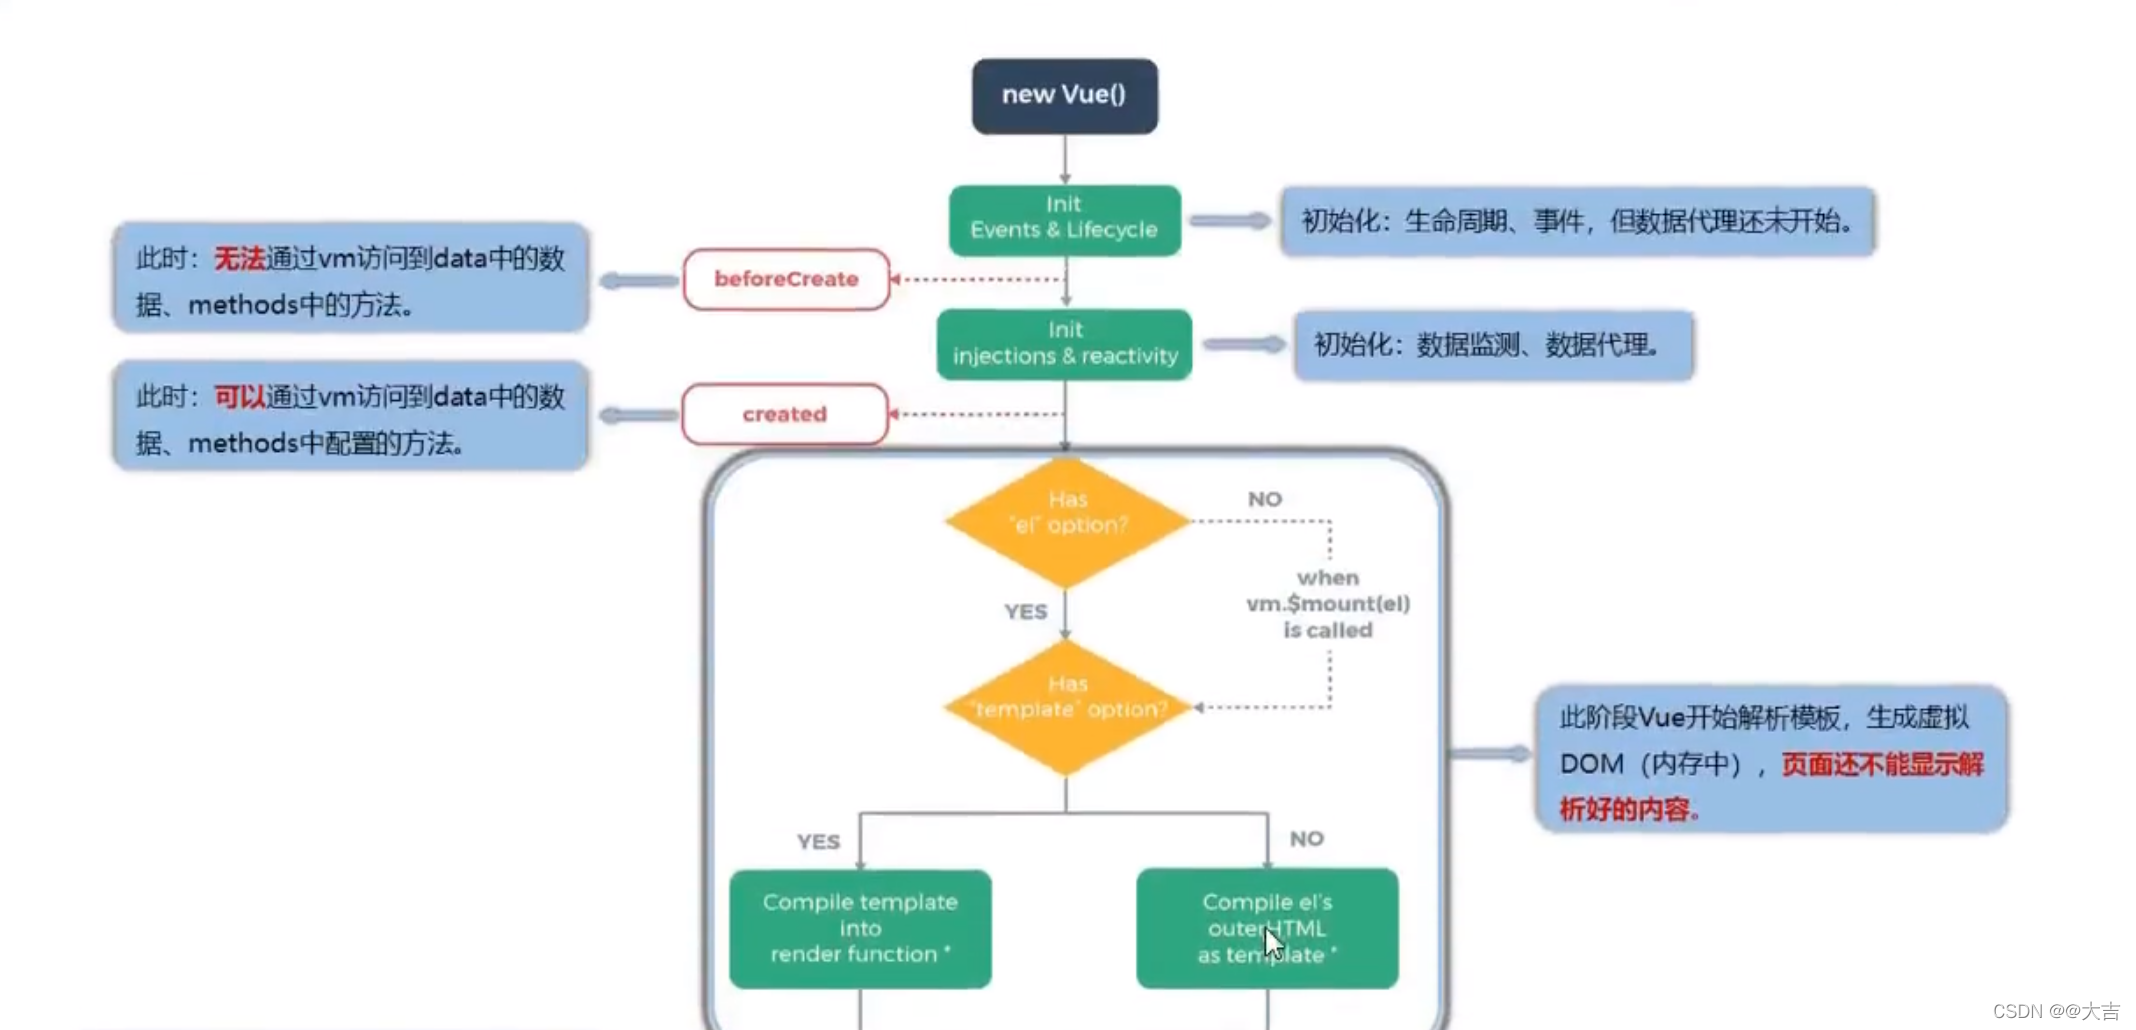 new Vue()
Init
Events & Lifecycle
初始化：生命周期、事件，但数据代理还未开始。
此时：无法通过vm访问到data中的数
据、methods中的方法。
beforeCreate
Init
injections & reactivity
初始化：数据监测、数据代理。
此时：可以通过vm访问到data中的数
据、methods中配置的方法。
created
Has
"el" option?
NO
when
vm.$mount(el)
is called
YES
Has
"template" option?
此阶段Vue开始解析模板，生成虚拟
DOM（内存中），页面还不能显示解
析好的内容。
YES
NO
Compile template
into
render function *
Compile el's
outerHTML
as template *
CSDN @@大吉